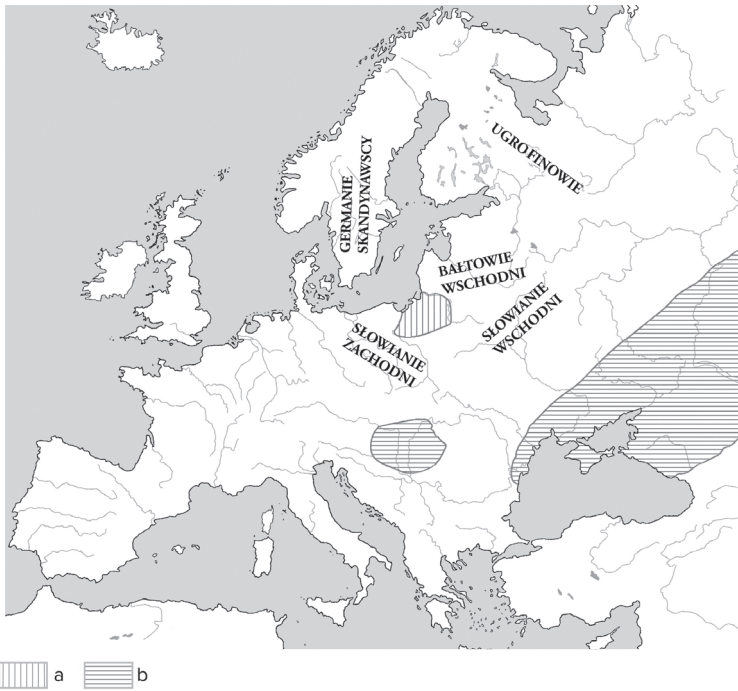 UGROFINOWIE
GERMANIE
SKANDYNAWSCY
BAŁTOWIE
WSCHODNI
SŁOWIANIE
WSCHODNI
SŁOWIANIE
ZACHODNI
a
b